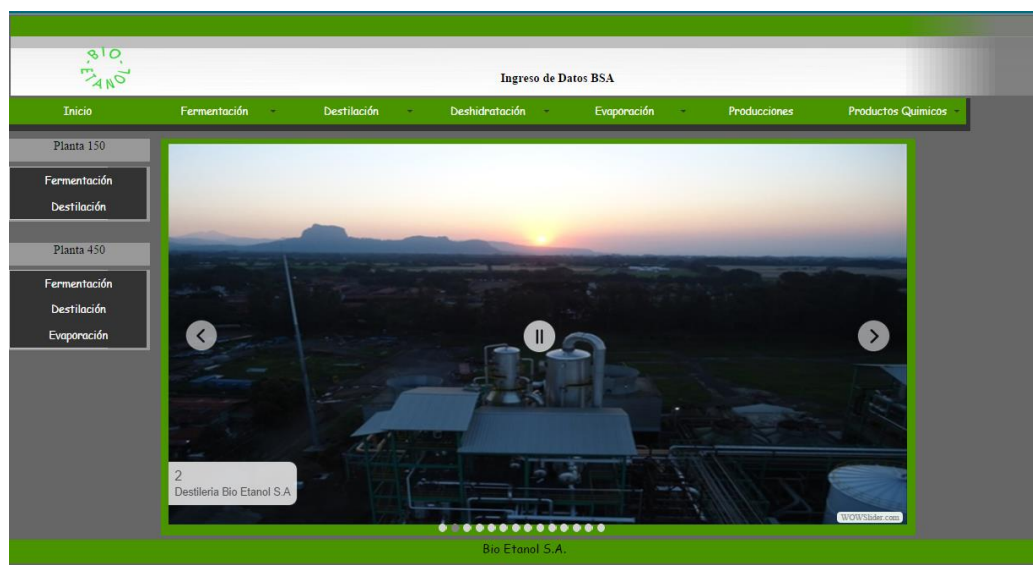 BIO
ETANOL
Ingreso de Datos BSA
Inicio
Fermentación
Destilación
Deshidratación
Evaporación
Producciones
Productos Quimicos
Planta 150
Fermentación
Destilación
Planta 450
Fermentación
Destilación
Evaporación
2
Destileria Bio Etanol S.A
WOWSlider.com
Bio Etanol S.A.